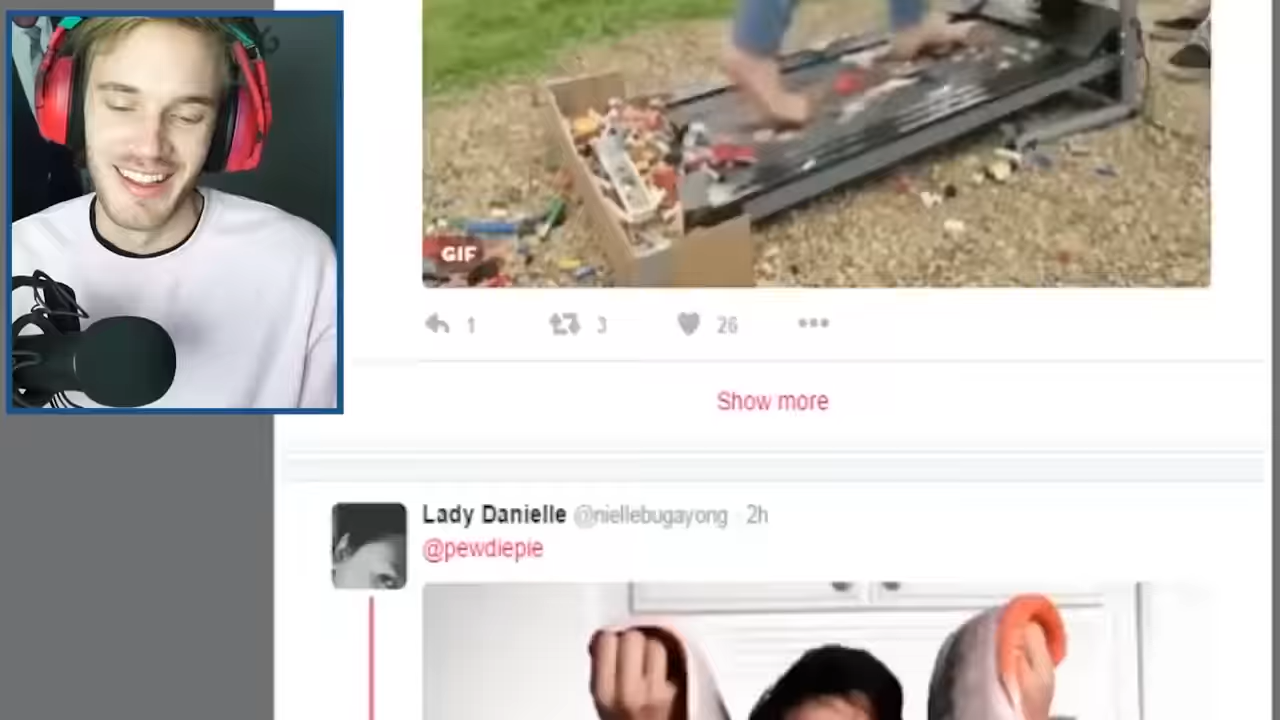 GIF
1 3 26
Show more
Lady Danielle @niellebugayong · 2h
@pewdiepie